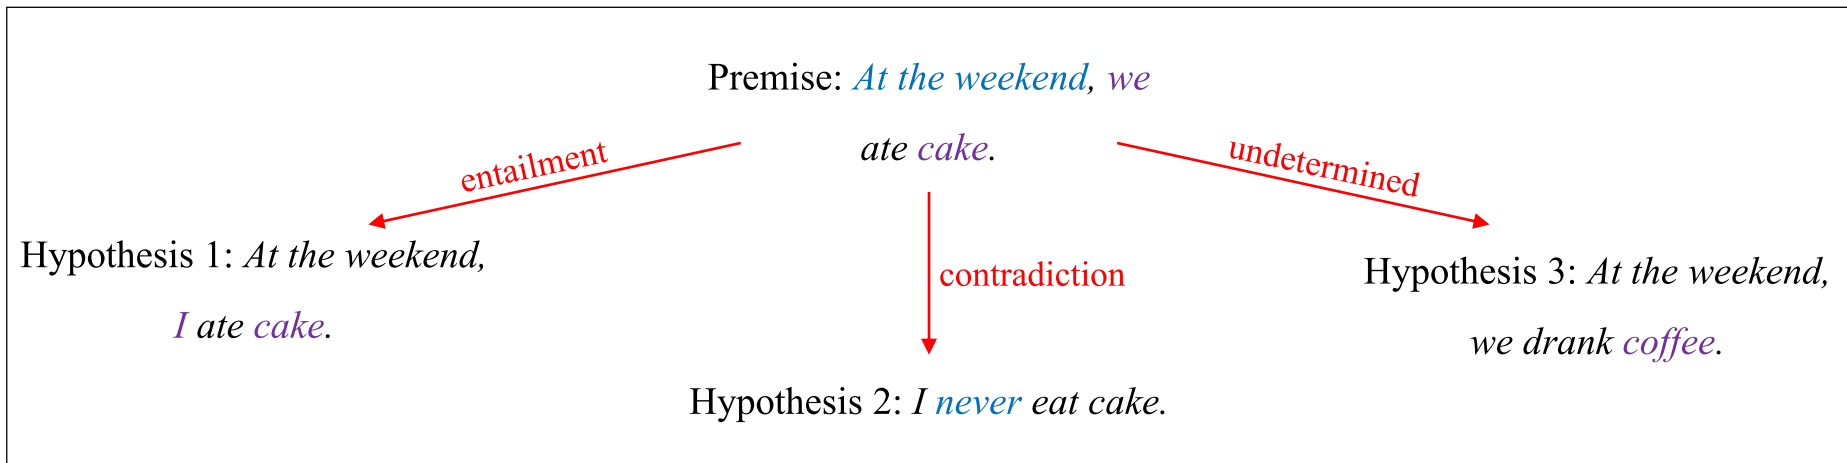 Premise: At the weekend, we
ate cake.
entailment
undetermined
Hypothesis 1: At the weekend,
I ate cake.
contradiction
Hypothesis 3: At the weekend,
we drank coffee.
Hypothesis 2: I never eat cake.